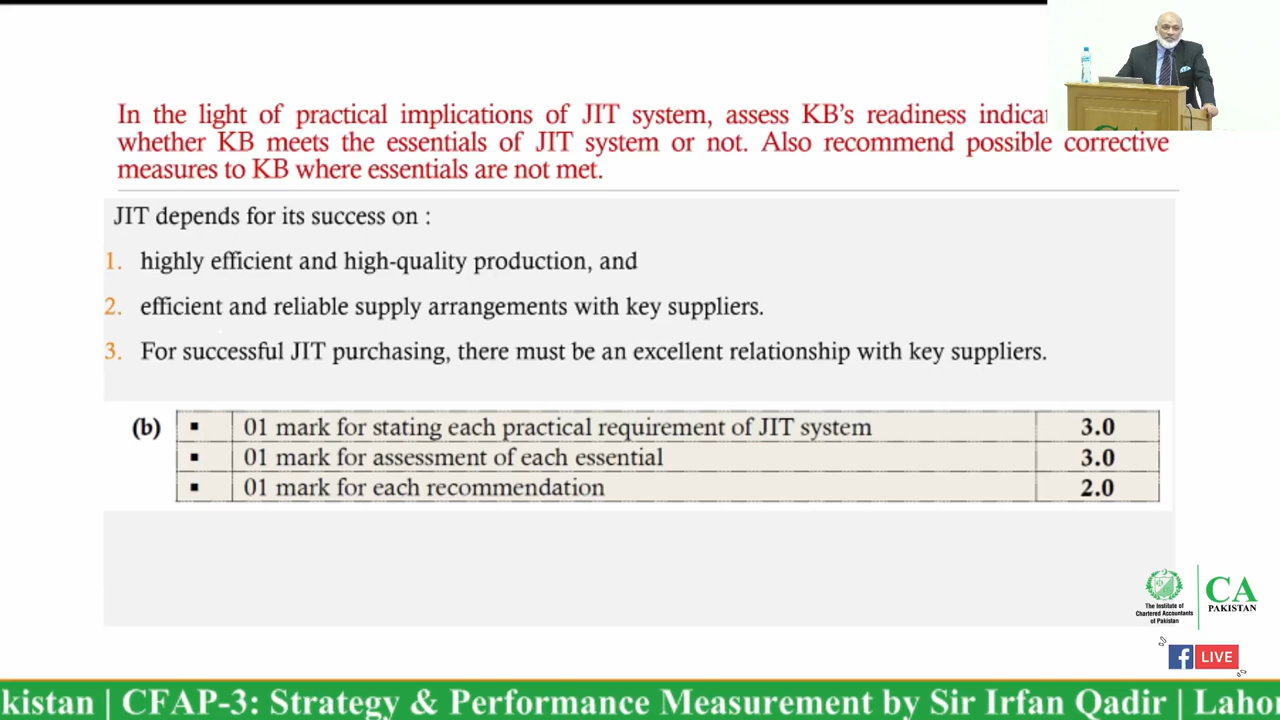 In the light of practical implications of JIT system, assess KB's readiness indicat
whether KB meets the essentials of JIT system or not. Also recommend possible corrective
measures to KB where essentials are not met.
JIT depends for its success on :
1. highly efficient and high-quality production, and
2. efficient and reliable supply arrangements with key suppliers.
3. For successful JIT purchasing, there must be an excellent relationship with key suppliers.
(b) ▪ 01 mark for stating each practical requirement of JIT system 3.0
▪ 01 mark for assessment of each essential 3.0
▪ 01 mark for each recommendation 2.0
The Institute of
Chartered Accountants
of Pakistan
CA
PAKISTAN
f LIVE
kistan | CFAP-3: Strategy & Performance Measurement by Sir Irfan Qadir | Laho